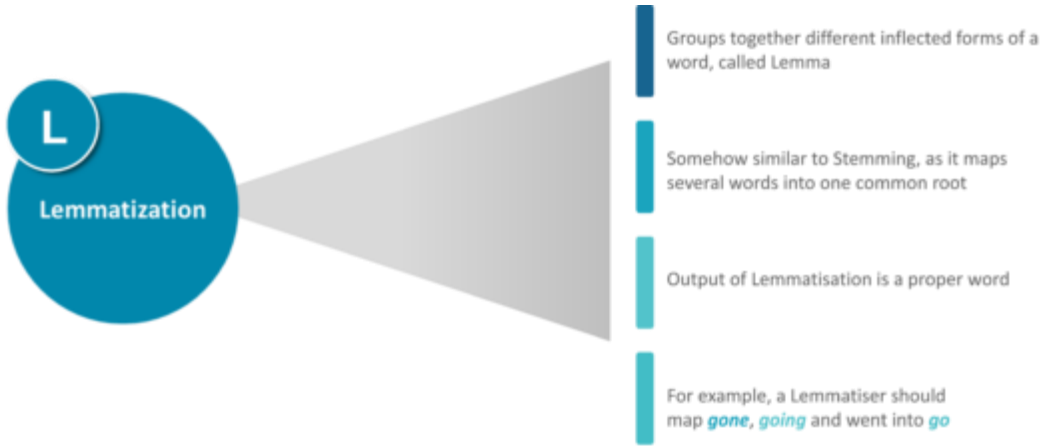 L
Lemmatization
Groups together different inflected forms of a
word, called Lemma
Somehow similar to Stemming, as it maps
several words into one common root
Output of Lemmatisation is a proper word
For example, a Lemmatiser should
map gone, going and went into go